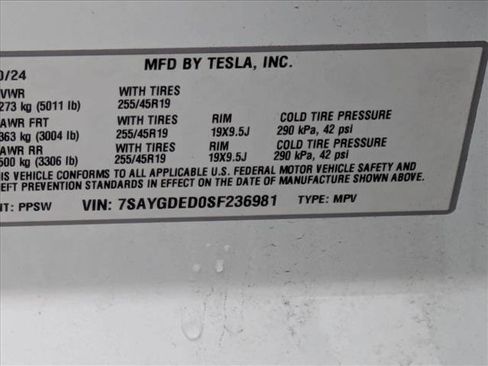 0/24 MFD BY TESLA, INC.
VWR WITH TIRES
273 kg (5011 lb) 255/45R19
AWR FRT WITH TIRES RIM COLD TIRE PRESSURE
363 kg (3004 lb) 255/45R19 19X9.5J 290 kPa, 42 psi
AWR RR WITH TIRES RIM COLD TIRE PRESSURE
500 kg (3306 lb) 255/45R19 19X9.5J 290 kPa, 42 psi
IS VEHICLE CONFORMS TO ALL APPLICABLE U.S. FEDERAL MOTOR VEHICLE SAFETY AND
EFT PREVENTION STANDARDS IN EFFECT ON THE DATE OF MANUFACTURE SHOWN ABOVE.
NT: PPSW VIN: 7SAYGDED0SF236981 TYPE: MPV